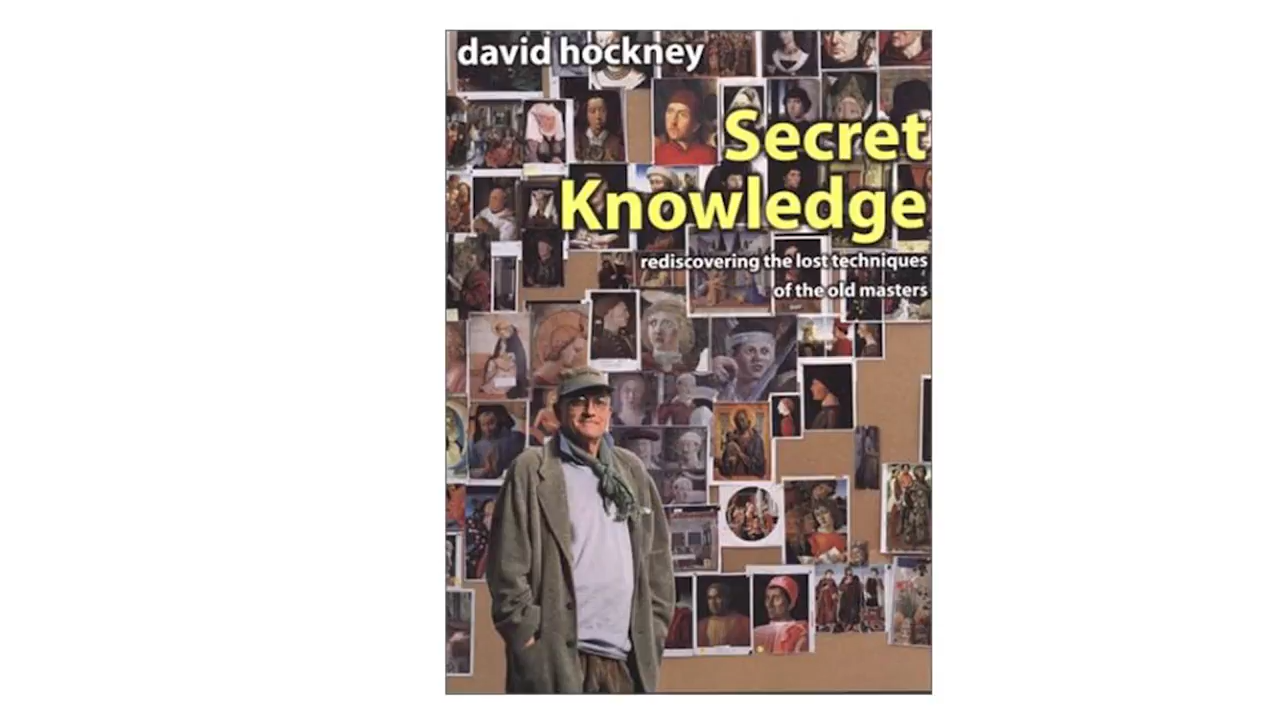 david hockney
Secret
Knowledge
rediscovering the lost techniques
of the old masters